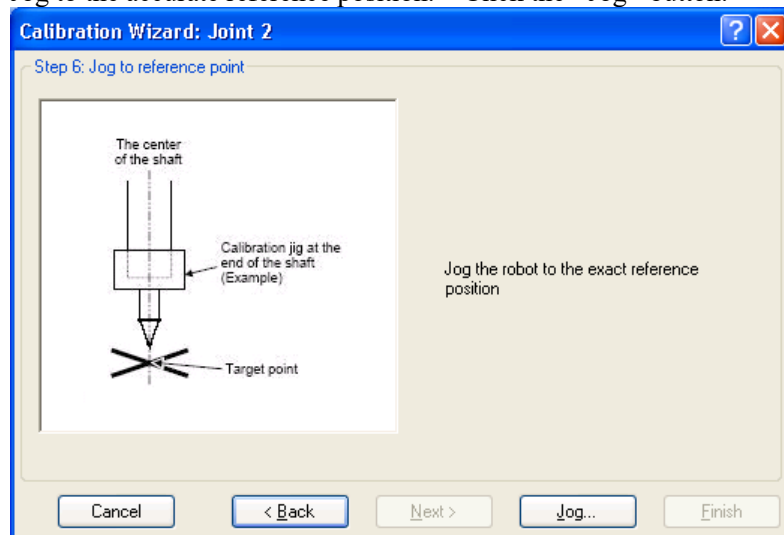 Calibration Wizard: Joint 2
Step 6: Jog to reference point
The center
of the shaft
Calibration jig at the
end of the shaft
(Example)
Target point
Jog the robot to the exact reference
position
Cancel
< Back
Next >
Jog...
Finish